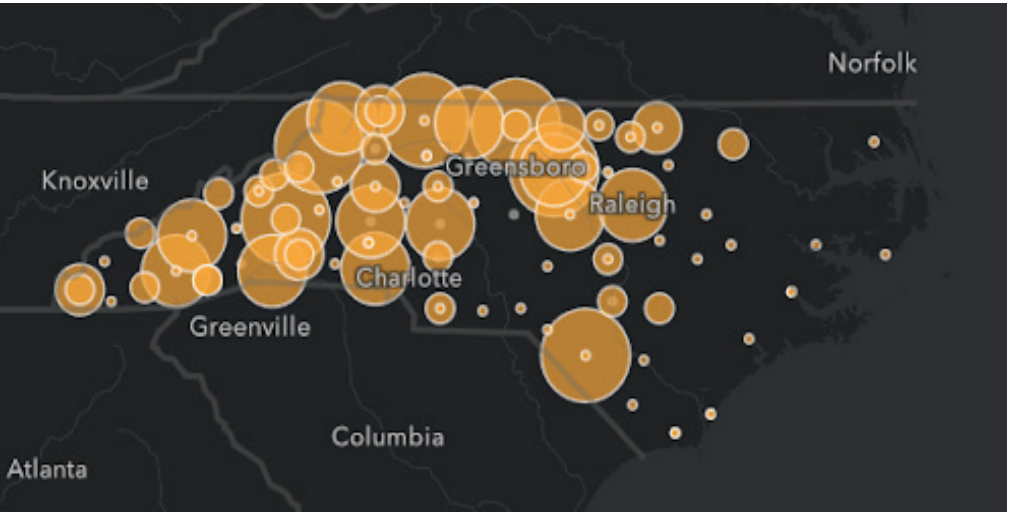 Norfolk
Knoxville
Greensboro
Raleigh
Charlotte
Greenville
Columbia
Atlanta